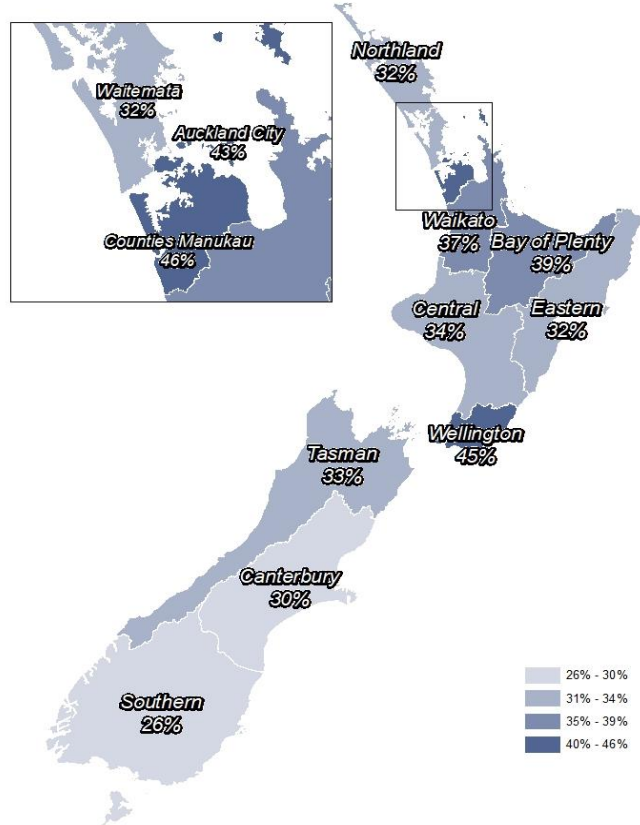 Northland
32%
Waitematā
32%
Auckland City
43%
Counties Manukau
46%
Waikato
37%
Bay of Plenty
39%
Central
34%
Eastern
32%
Wellington
45%
Tasman
33%
Canterbury
30%
Southern
26%
26% - 30%
31% - 34%
35% - 39%
40% - 46%